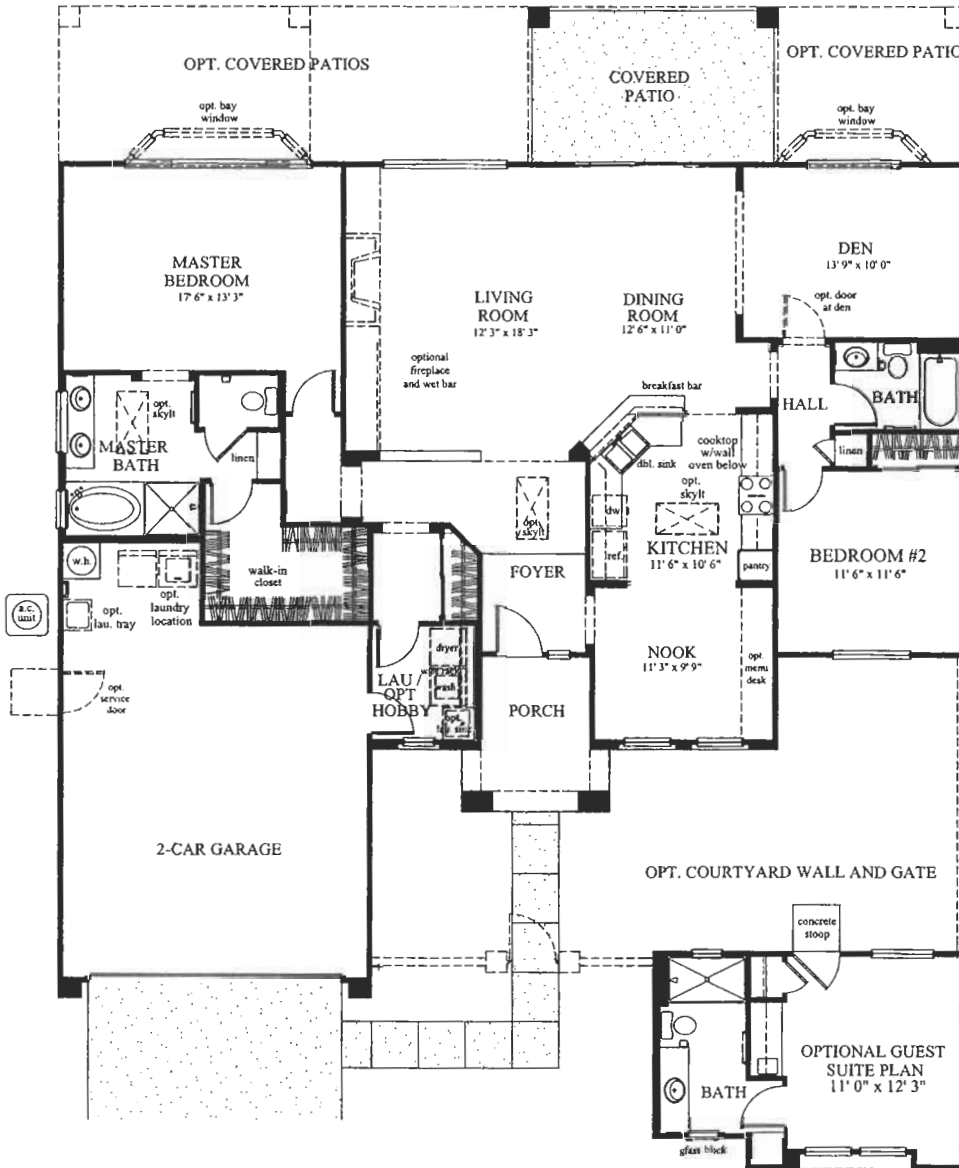 OPT. COVERED PATIOS
COVERED
PATIO
OPT. COVERED PATIO
opt. bay
window
opt. bay
window
MASTER
BEDROOM
17' 6" x 13' 3"
LIVING
ROOM
12' 3" x 18' 3"
DINING
ROOM
12' 6" x 11' 0"
DEN
13' 9" x 10' 0"
opt. door
at den
optional
fireplace
and wet bar
breakfast bar
HALL
BATH
opt.
skylt
MASTER
BATH
linen
dbl. sink
cooktop
w/wall
oven below
opt.
skylt
linen
opt.
skylt
dw
ref.
KITCHEN
11' 6" x 10' 6"
pantry
BEDROOM #2
11' 6" x 11' 6"
w.h.
walk-in
closet
FOYER
a.c.
unit
opt.
lau. tray
opt.
laundry
location
opt.
service
door
dryer
wash
LAU /
OPT
HOBBY
opt.
lau. sink
PORCH
NOOK
11' 3" x 9' 9"
opt.
menu
desk
2-CAR GARAGE
OPT. COURTYARD WALL AND GATE
concrete
stoop
OPTIONAL GUEST
SUITE PLAN
11' 0" x 12' 3"
BATH
glass block